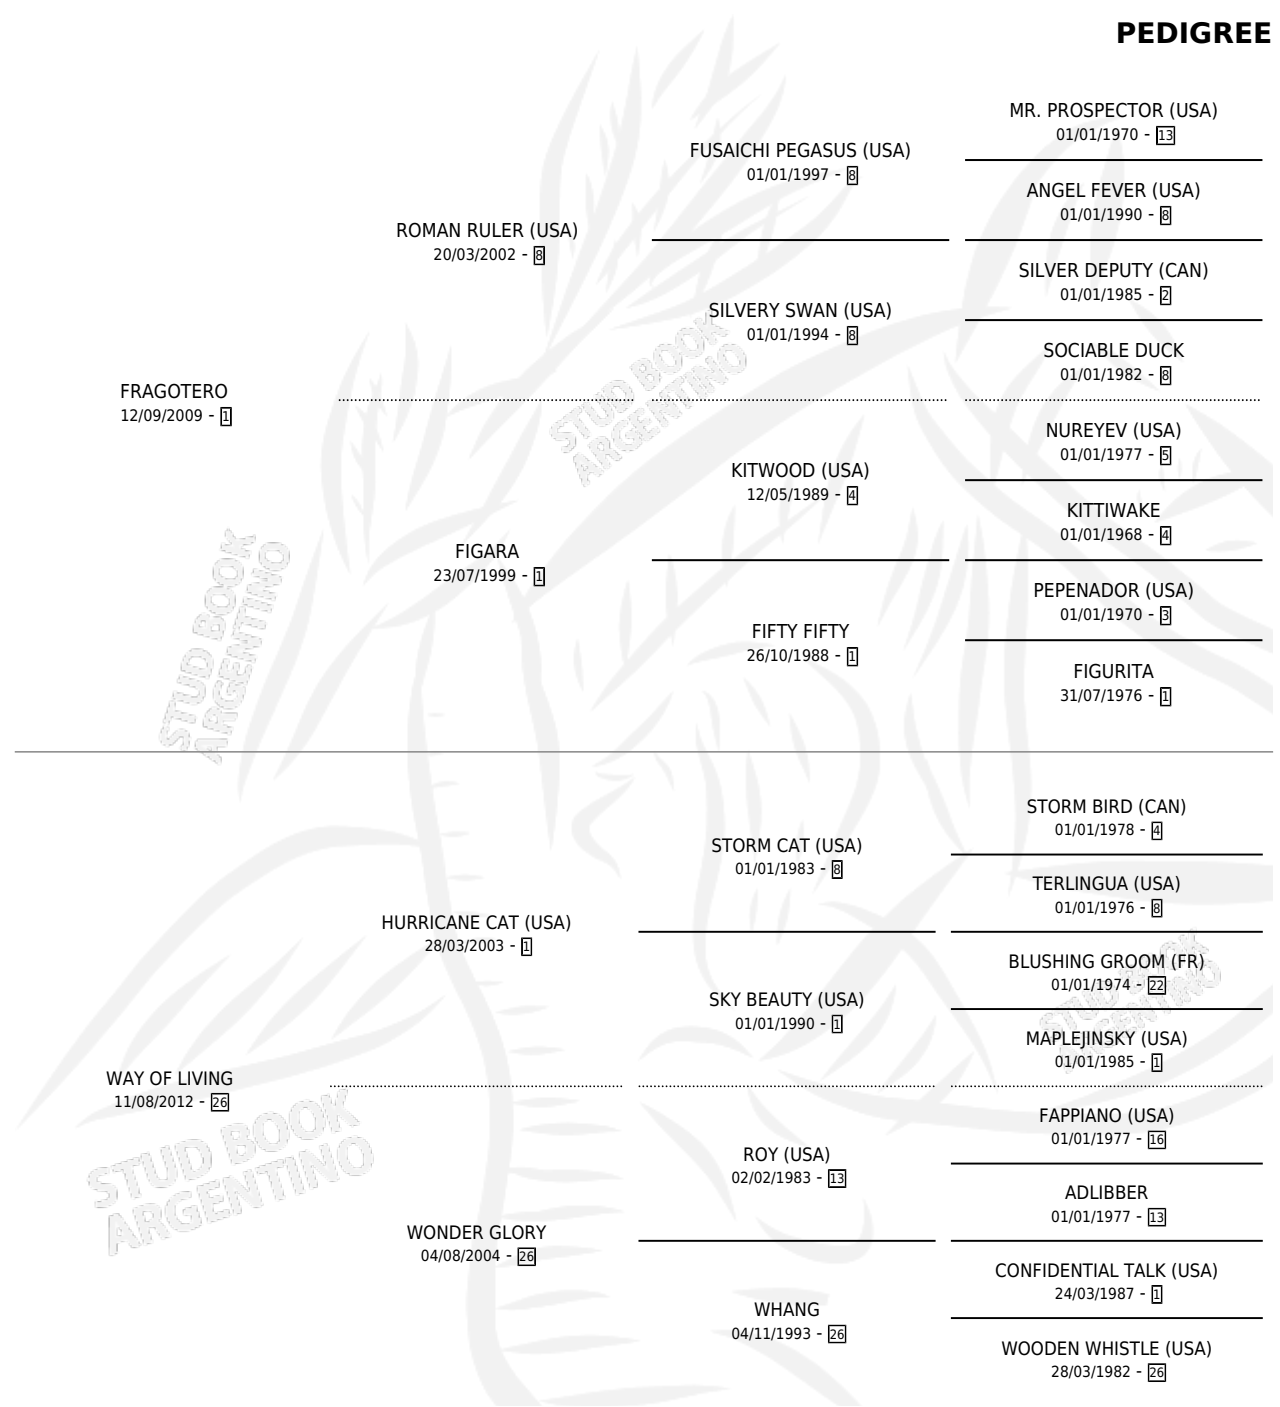 PEDIGREE
MR. PROSPECTOR (USA)
01/01/1970 - 13
FUSAICHI PEGASUS (USA)
01/01/1997 - 8
ANGEL FEVER (USA)
01/01/1990 - 8
ROMAN RULER (USA)
20/03/2002 - 8
SILVER DEPUTY (CAN)
01/01/1985 - 2
SILVERY SWAN (USA)
01/01/1994 - 8
SOCIABLE DUCK
01/01/1982 - 8
FRAGOTERO
12/09/2009 - 1
NUREYEV (USA)
01/01/1977 - 5
KITWOOD (USA)
12/05/1989 - 4
KITTIWAKE
01/01/1968 - 4
FIGARA
23/07/1999 - 1
PEPENADOR (USA)
01/01/1970 - 3
FIFTY FIFTY
26/10/1988 - 1
FIGURITA
31/07/1976 - 1
STORM BIRD (CAN)
01/01/1978 - 4
STORM CAT (USA)
01/01/1983 - 8
TERLINGUA (USA)
01/01/1976 - 8
HURRICANE CAT (USA)
28/03/2003 - 1
BLUSHING GROOM (FR)
01/01/1974 - 22
SKY BEAUTY (USA)
01/01/1990 - 1
MAPLEJINSKY (USA)
01/01/1985 - 1
WAY OF LIVING
11/08/2012 - 26
FAPPIANO (USA)
01/01/1977 - 16
ROY (USA)
02/02/1983 - 13
ADLIBBER
01/01/1977 - 13
WONDER GLORY
04/08/2004 - 26
CONFIDENTIAL TALK (USA)
24/03/1987 - 1
WHANG
04/11/1993 - 26
WOODEN WHISTLE (USA)
28/03/1982 - 26
STUD BOOK
ARGENTINO
STUD BOOK
ARGENTINO
STUD BOOK
ARGENTINO
STUD BOOK
ARGENTINO